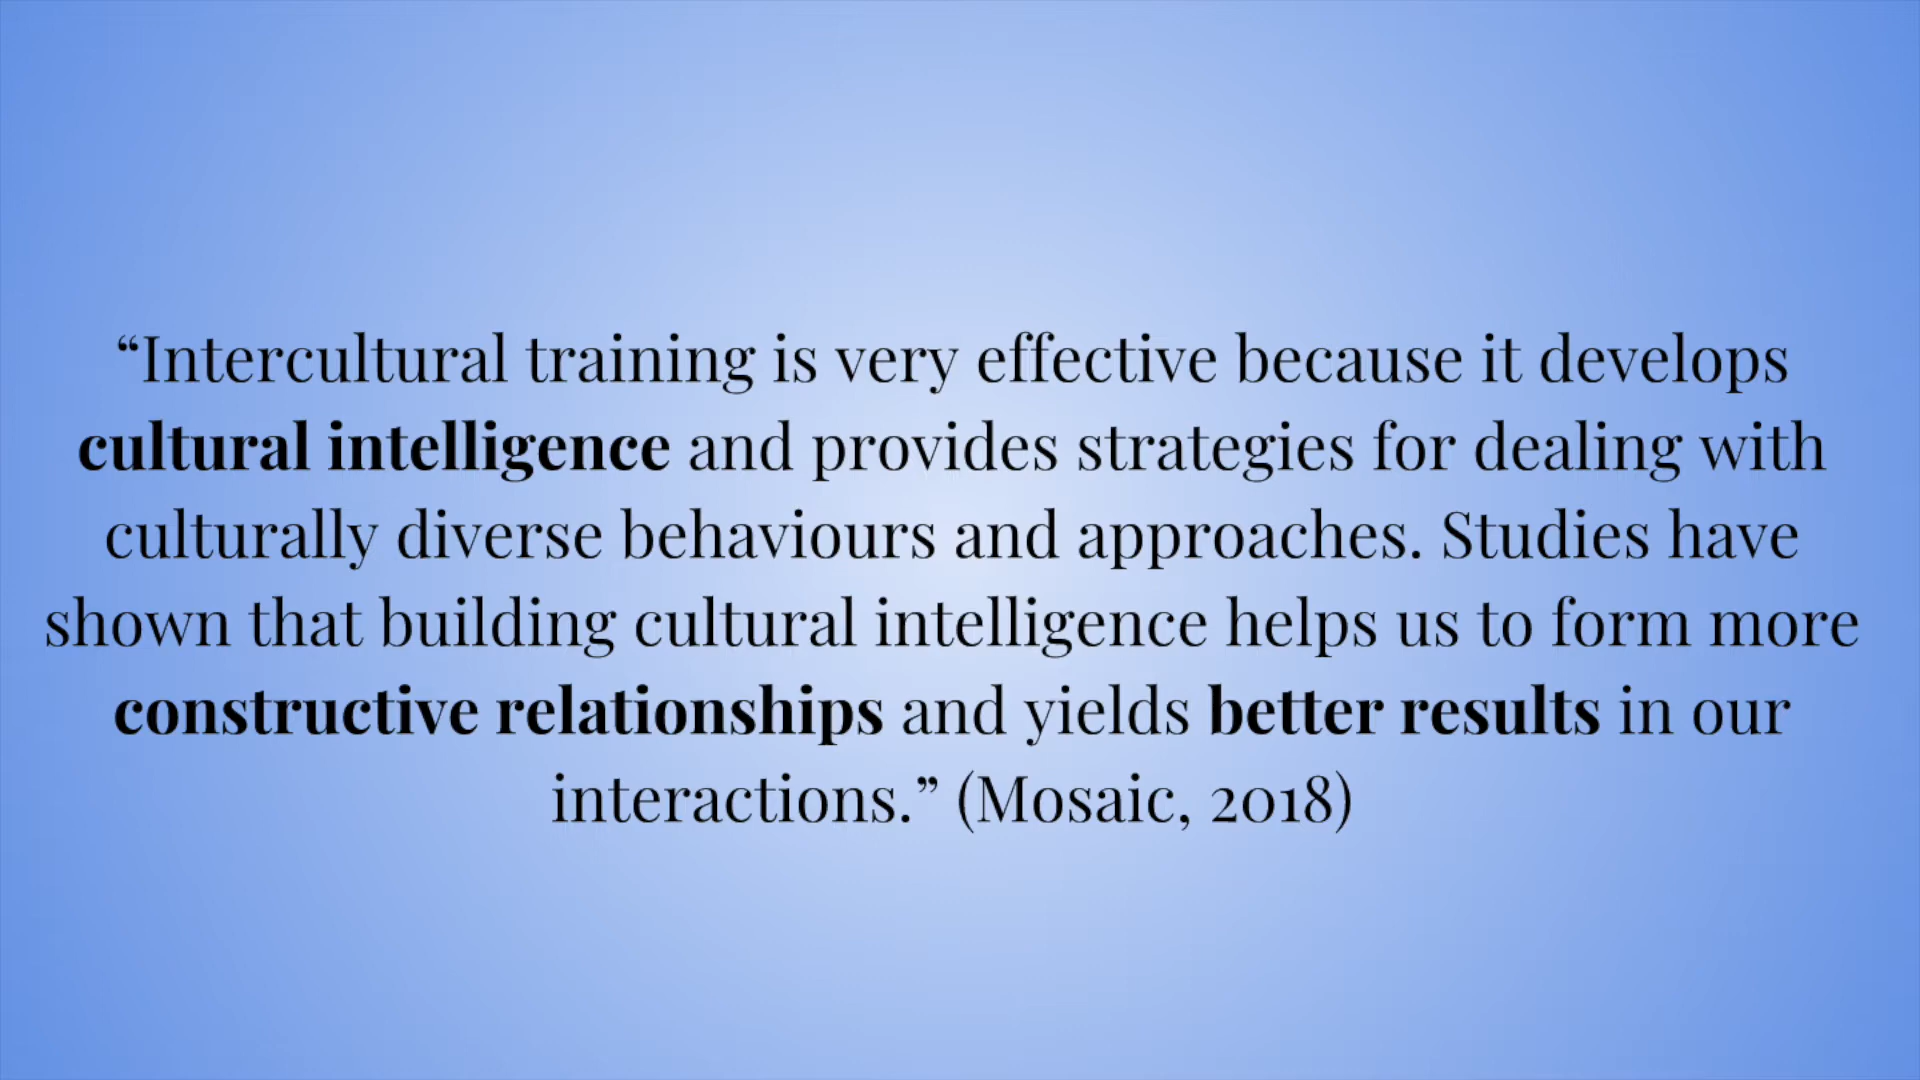 “Intercultural training is very effective because it develops
cultural intelligence and provides strategies for dealing with
culturally diverse behaviours and approaches. Studies have
shown that building cultural intelligence helps us to form more
constructive relationships and yields better results in our
interactions.” (Mosaic, 2018)